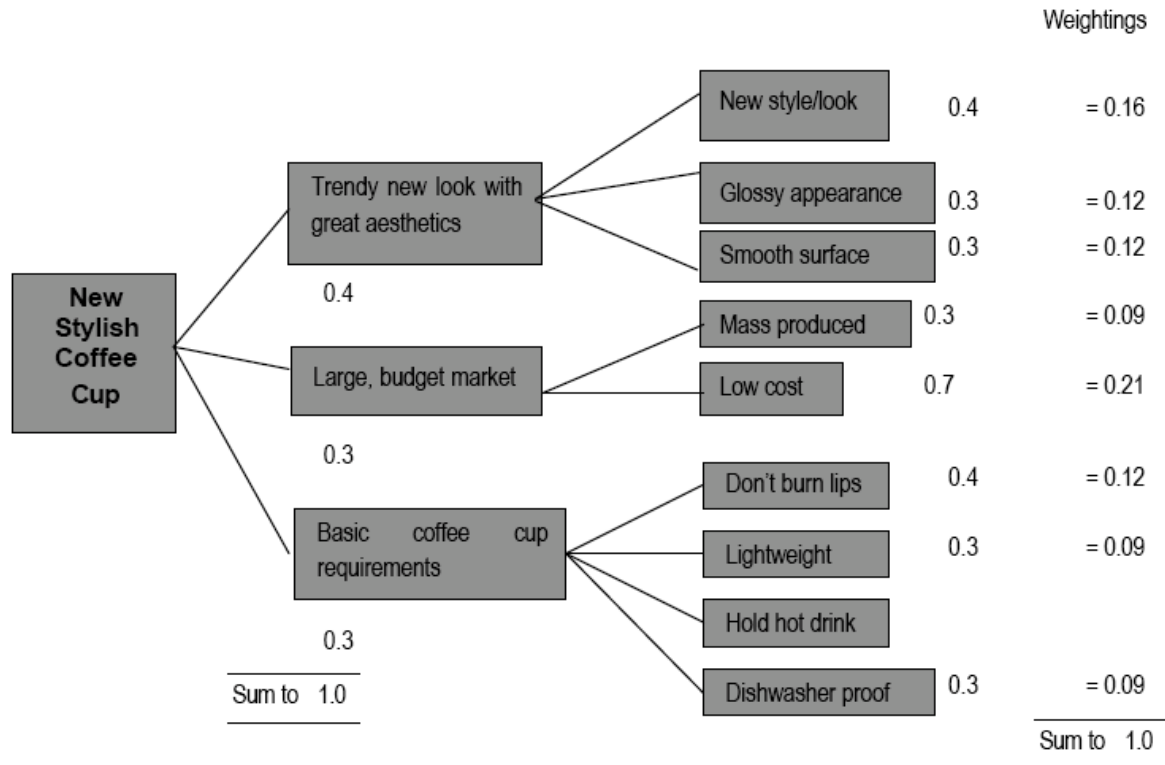 Weightings
New style/look 0.4 = 0.16
Trendy new look with
great aesthetics
0.4
Glossy appearance 0.3 = 0.12
Smooth surface 0.3 = 0.12
New
Stylish
Coffee
Cup
Large, budget market
0.3
Mass produced 0.3 = 0.09
Low cost 0.7 = 0.21
Basic coffee cup
requirements
0.3
Don't burn lips 0.4 = 0.12
Lightweight 0.3 = 0.09
Hold hot drink
Dishwasher proof 0.3 = 0.09
Sum to 1.0
Sum to 1.0